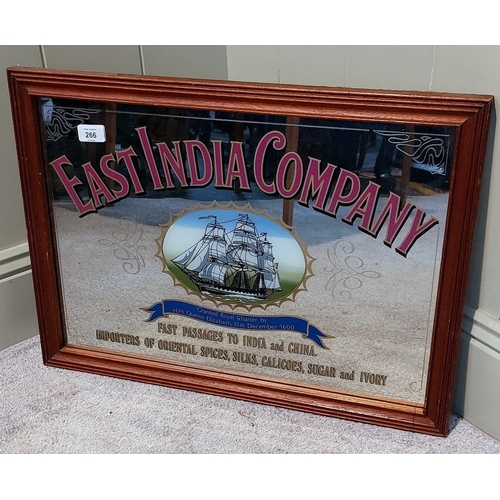 266
EAST INDIA COMPANY
Granted Royal Charter by
HM Queen Elizabeth, 31st December 1600
FAST PASSAGES TO INDIA and CHINA.
IMPORTERS OF ORIENTAL SPICES, SILKS, CALICOES, SUGAR and IVORY